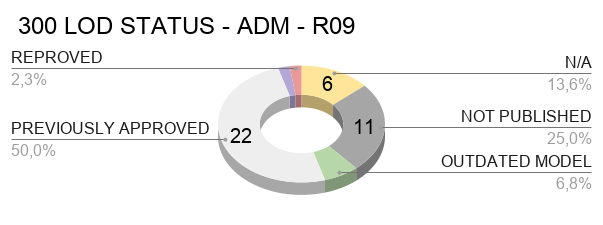 300 LOD STATUS - ADM - R09
REPROVED
2,3%
N/A
13,6%
6
PREVIOUSLY APPROVED
50,0%
22
11
NOT PUBLISHED
25,0%
OUTDATED MODEL
6,8%